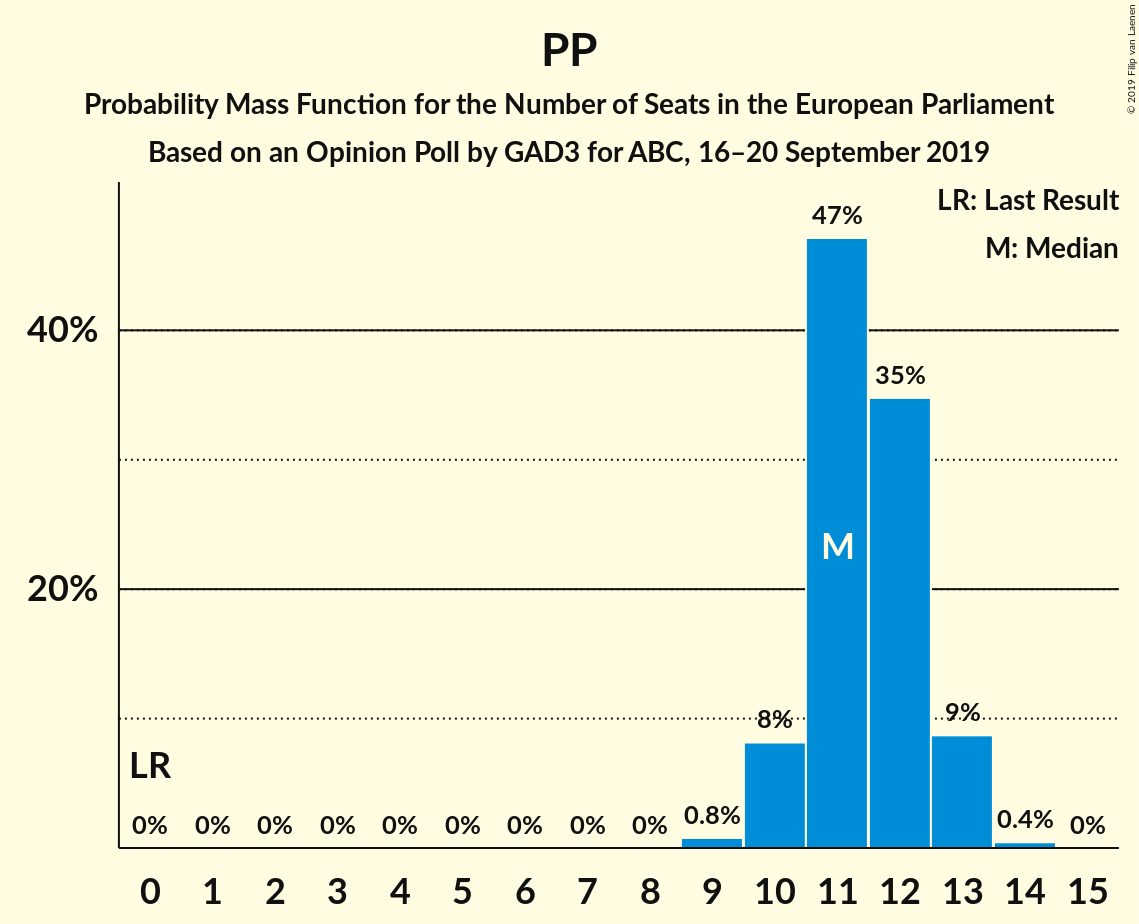 PP
Probability Mass Function for the Number of Seats in the European Parliament
Based on an Opinion Poll by GAD3 for ABC, 16–20 September 2019
© 2019 Filip van Laenen
LR: Last Result
M: Median
47%
40%
35%
M
20%
8%
9%
LR
0% 0% 0% 0% 0% 0% 0% 0% 0% 0.8% 0.4% 0%
0 1 2 3 4 5 6 7 8 9 10 11 12 13 14 15